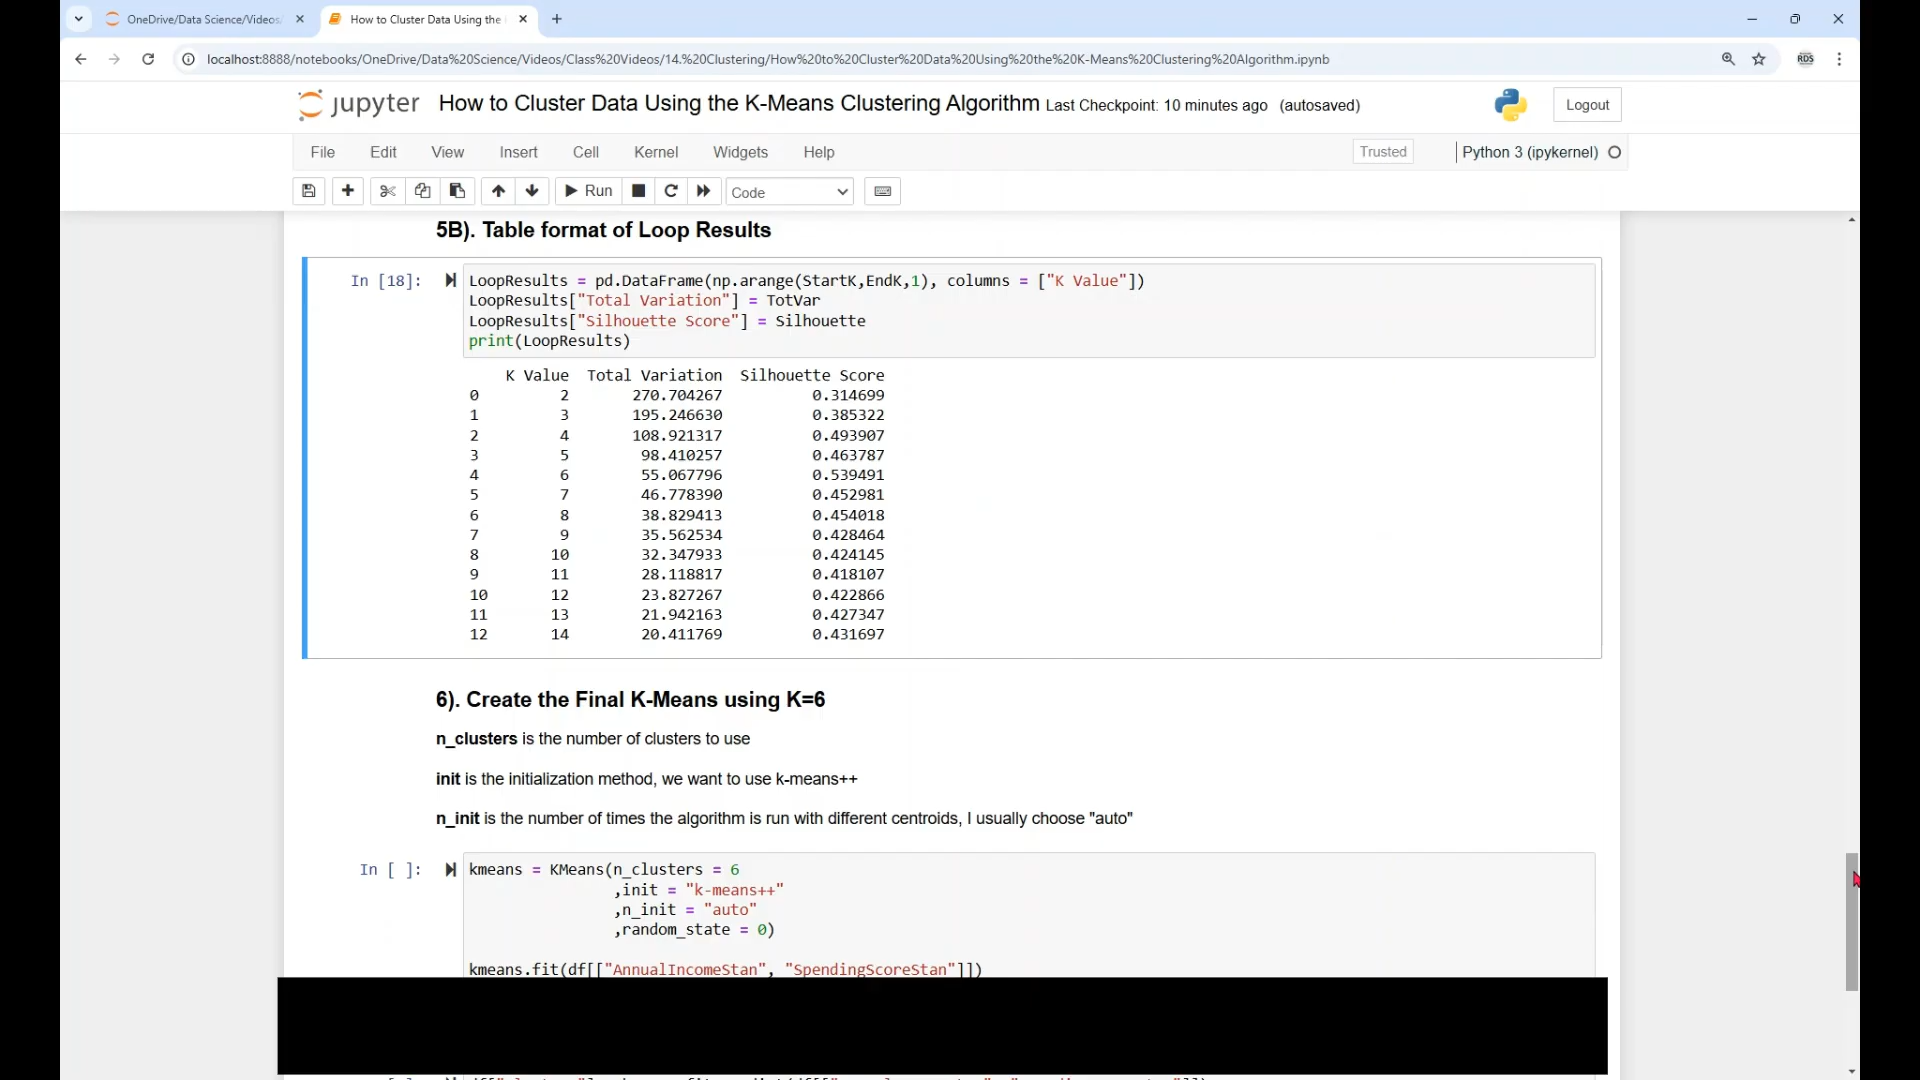 OneDrive/Data Science/Videos/
How to Cluster Data Using the
localhost:8888/notebooks/OneDrive/Data%20Science/Videos/Class%20Videos/14.%20Clustering/How%20to%20Cluster%20Data%20Using%20the%20K-Means%20Clustering%20Algorithm.ipynb
RDS
jupyter How to Cluster Data Using the K-Means Clustering Algorithm Last Checkpoint: 10 minutes ago (autosaved)
Logout
File Edit View Insert Cell Kernel Widgets Help
Trusted
Python 3 (ipykernel)
Run
Code
5B). Table format of Loop Results
In [18]: LoopResults = pd.DataFrame(np.arange(StartK,EndK,1), columns = ["K Value"])
LoopResults["Total Variation"] = TotVar
LoopResults["Silhouette Score"] = Silhouette
print(LoopResults)
K Value Total Variation Silhouette Score
0 2 270.704267 0.314699
1 3 195.246630 0.385322
2 4 108.921317 0.493907
3 5 98.410257 0.463787
4 6 55.067796 0.539491
5 7 46.778390 0.452981
6 8 38.829413 0.454018
7 9 35.562534 0.428464
8 10 32.347933 0.424145
9 11 28.118817 0.418107
10 12 23.827267 0.422866
11 13 21.942163 0.427347
12 14 20.411769 0.431697
6). Create the Final K-Means using K=6
n_clusters is the number of clusters to use
init is the initialization method, we want to use k-means++
n_init is the number of times the algorithm is run with different centroids, I usually choose "auto"
In [ ]: kmeans = KMeans(n_clusters = 6
,init = "k-means++"
,n_init = "auto"
,random_state = 0)
kmeans.fit(df[["AnnualIncomeStan", "SpendingScoreStan"]])